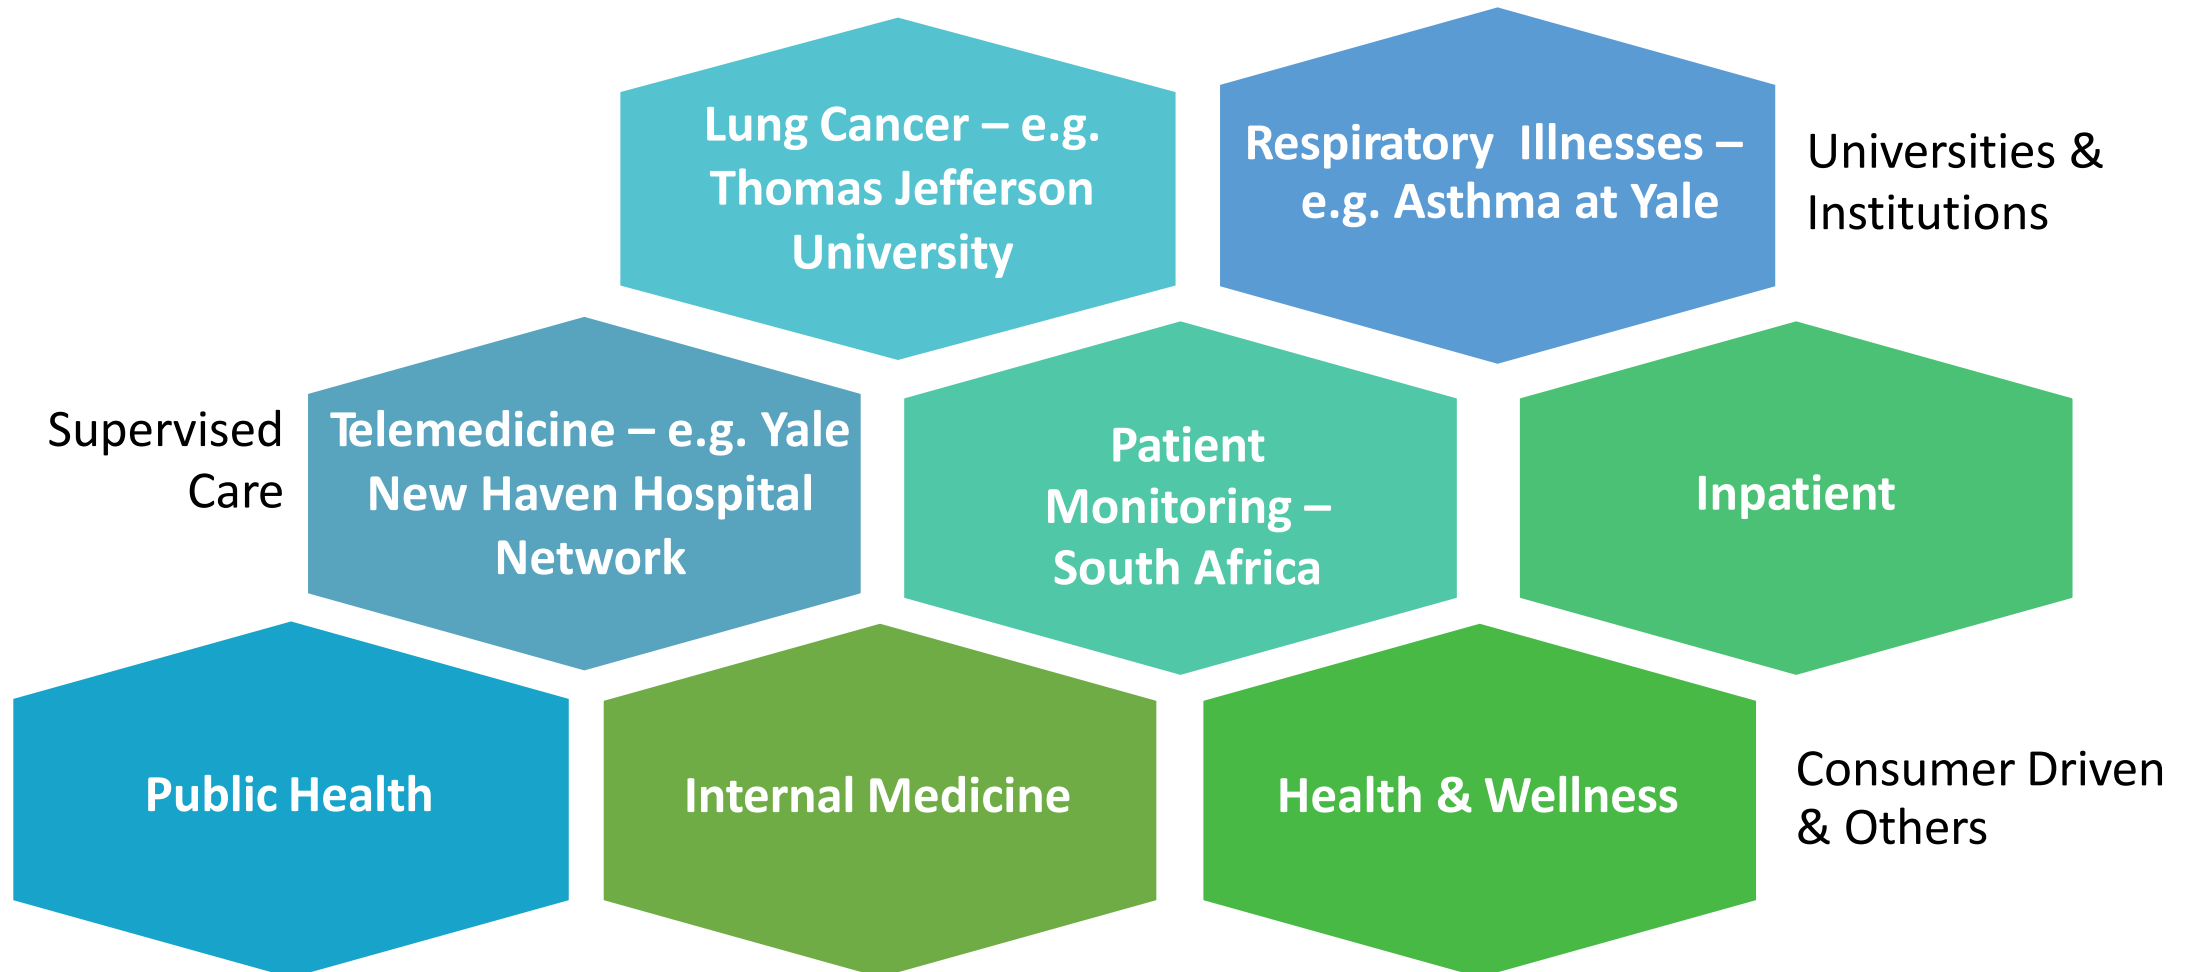 Lung Cancer – e.g.
Thomas Jefferson
University
Respiratory  Illnesses –
e.g. Asthma at Yale
Universities &
Institutions
Supervised
Care
Telemedicine – e.g. Yale
New Haven Hospital
Network
Patient
Monitoring –
South Africa
Inpatient
Public Health
Internal Medicine
Health & Wellness
Consumer Driven
& Others